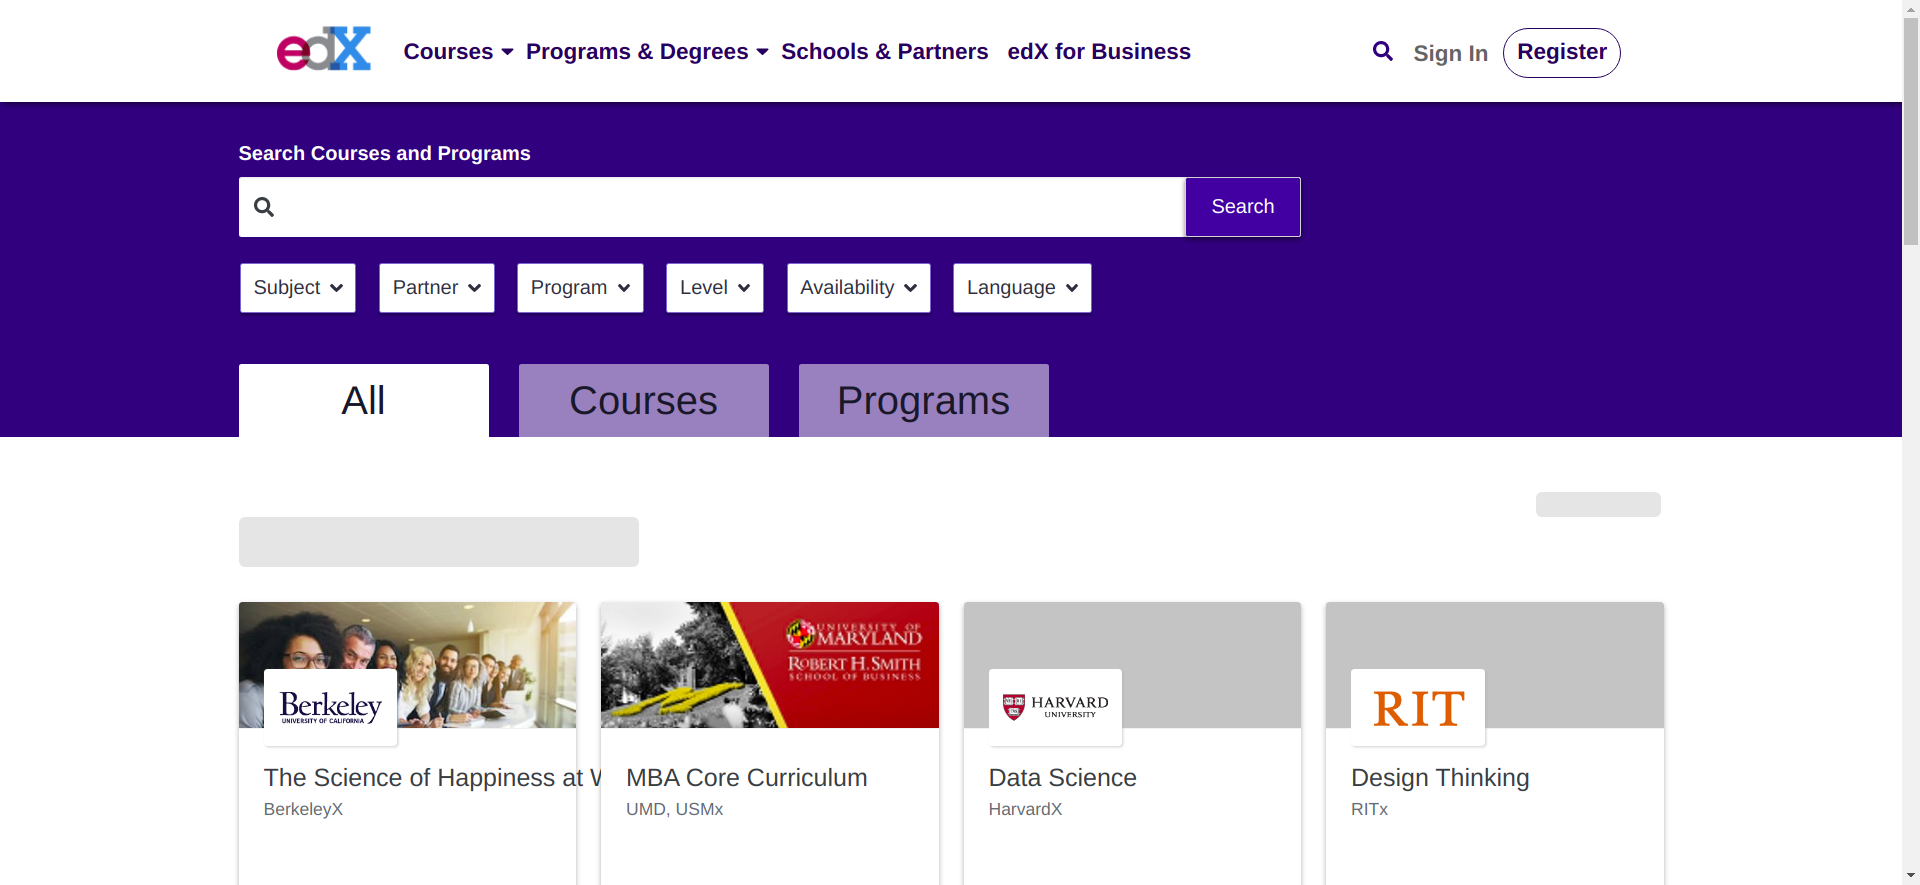 edX Courses Programs & Degrees Schools & Partners edX for Business Sign In Register
Search Courses and Programs
Search
Subject Partner Program Level Availability Language
All Courses Programs
UNIVERSITY OF
MARYLAND
ROBERT H. SMITH
SCHOOL OF BUSINESS
Berkeley
UNIVERSITY OF CALIFORNIA
HARVARD
UNIVERSITY
RIT
The Science of Happiness at W
BerkeleyX
MBA Core Curriculum
UMD, USMx
Data Science
HarvardX
Design Thinking
RITx